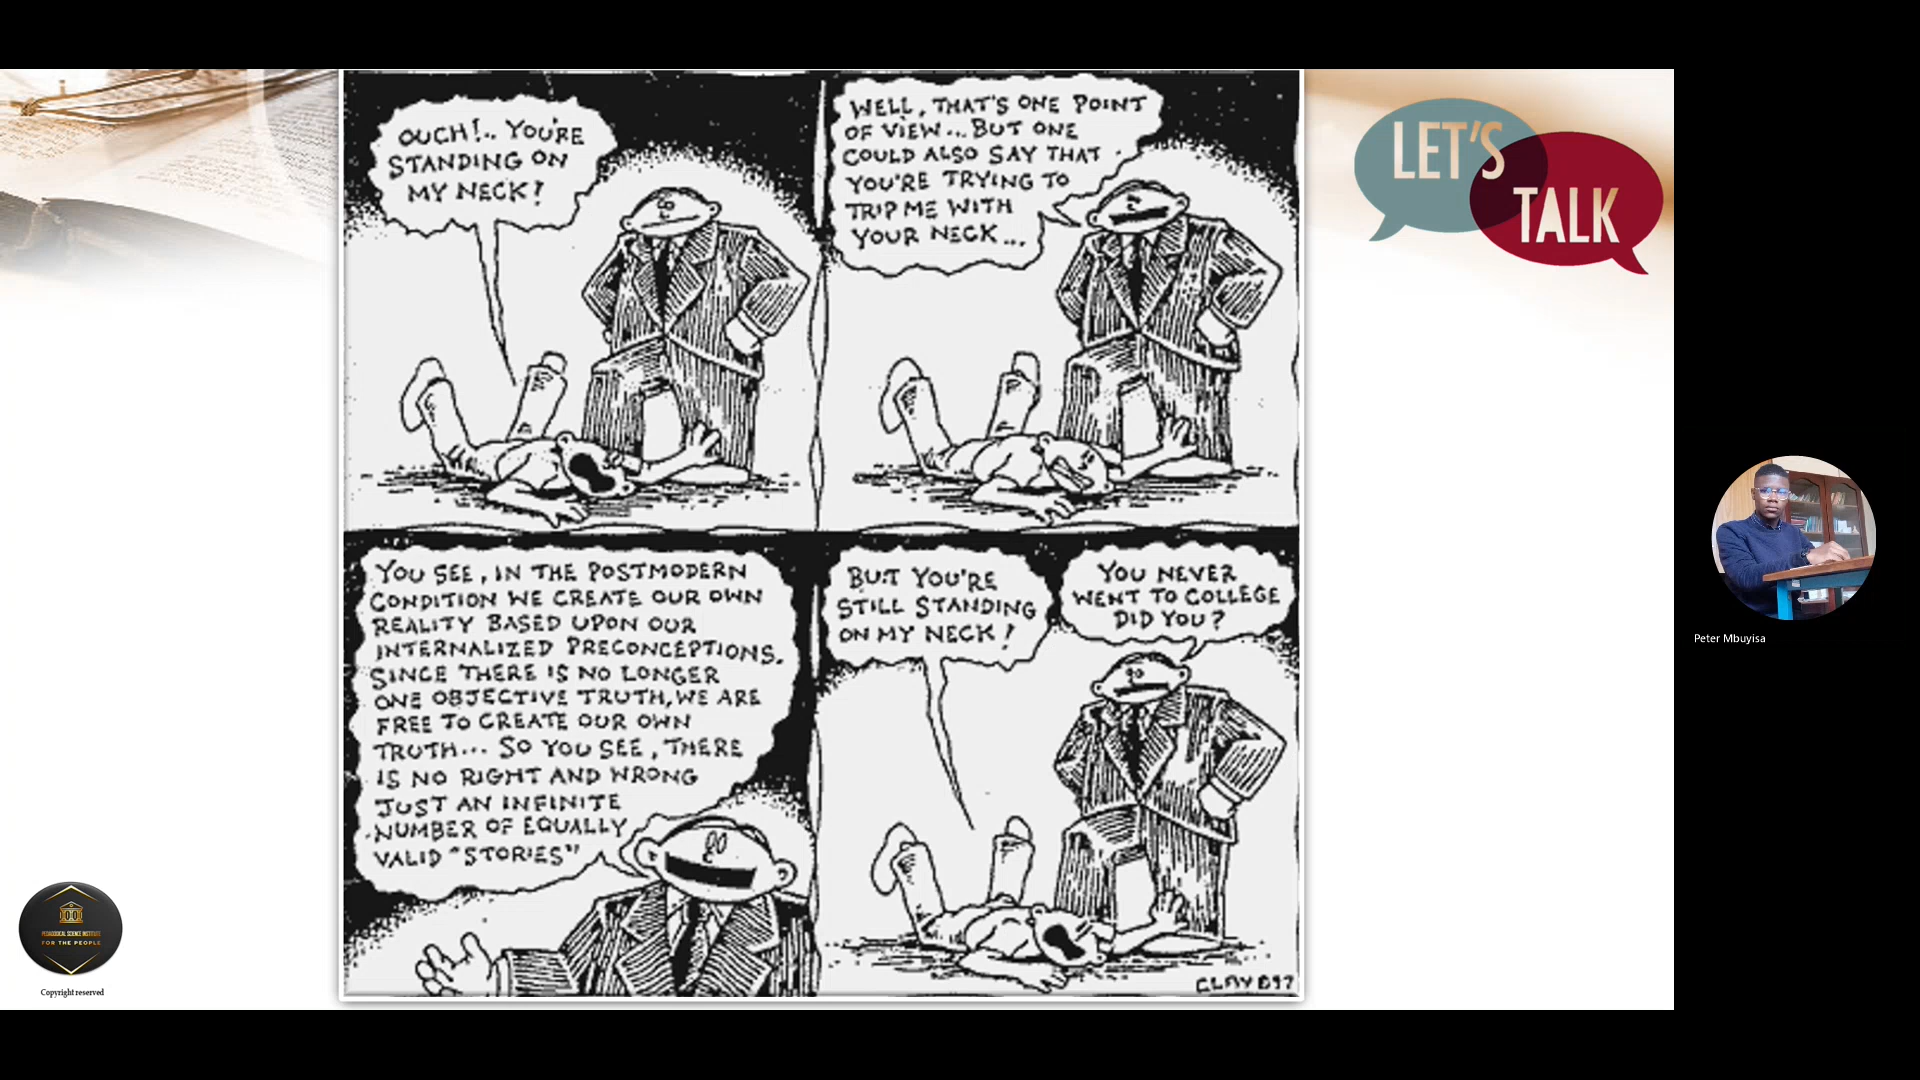 OUCH!.. YOU'RE
STANDING ON
MY NECK!
WELL, THAT'S ONE POINT
OF VIEW... BUT ONE
COULD ALSO SAY THAT
YOU'RE TRYING TO
TRIP ME WITH
YOUR NECK...
YOU SEE, IN THE POSTMODERN
CONDITION WE CREATE OUR OWN
REALITY BASED UPON OUR
INTERNALIZED PRECONCEPTIONS.
SINCE THERE IS NO LONGER
ONE OBJECTIVE TRUTH, WE ARE
FREE TO CREATE OUR OWN
TRUTH... SO YOU SEE, THERE
IS NO RIGHT AND WRONG
JUST AN INFINITE
NUMBER OF EQUALLY
VALID "STORIES"
BUT YOU'RE
STILL STANDING
ON MY NECK!
YOU NEVER
WENT TO COLLEGE
DID YOU?
LET'S
TALK
Peter Mbuyisa
PEDAGOGICAL SCIENCE INSTITUTE
FOR THE PEOPLE
Copyright reserved